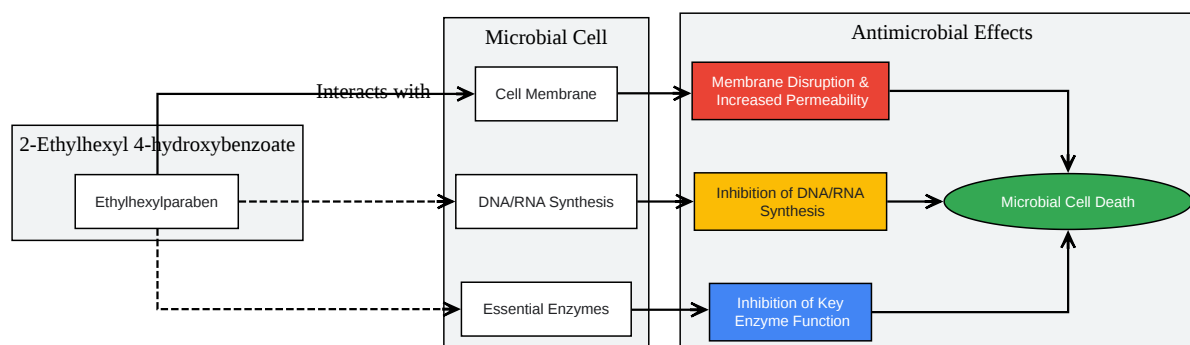 Microbial Cell
Antimicrobial Effects
Interacts with
Cell Membrane
Membrane Disruption &
Increased Permeability
2-Ethylhexyl 4-hydroxybenzoate
Ethylhexylparaben
DNA/RNA Synthesis
Inhibition of DNA/RNA
Synthesis
Microbial Cell Death
Essential Enzymes
Inhibition of Key
Enzyme Function